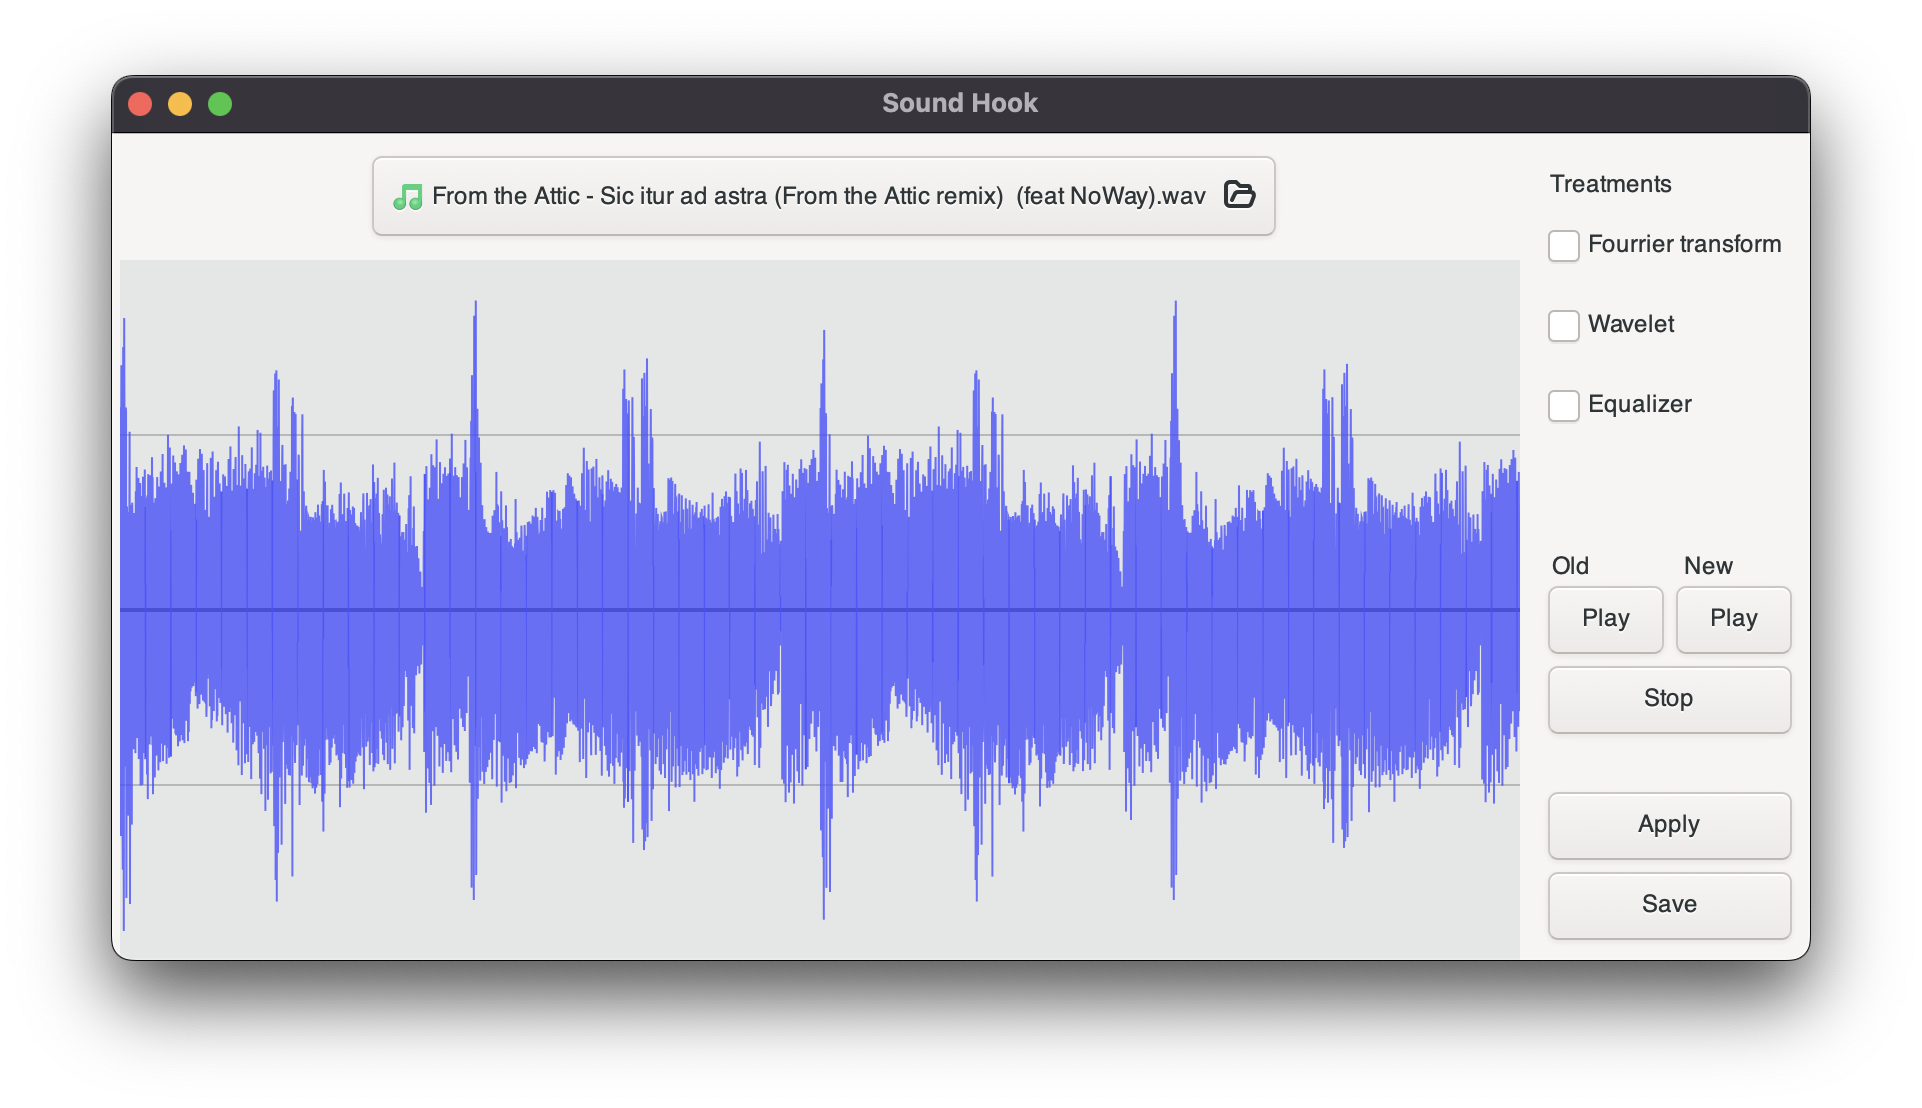 Sound Hook
From the Attic - Sic itur ad astra (From the Attic remix)  (feat NoWay).wav
Treatments
Fourrier transform
Wavelet
Equalizer
Old New
Play Play
Stop
Apply
Save